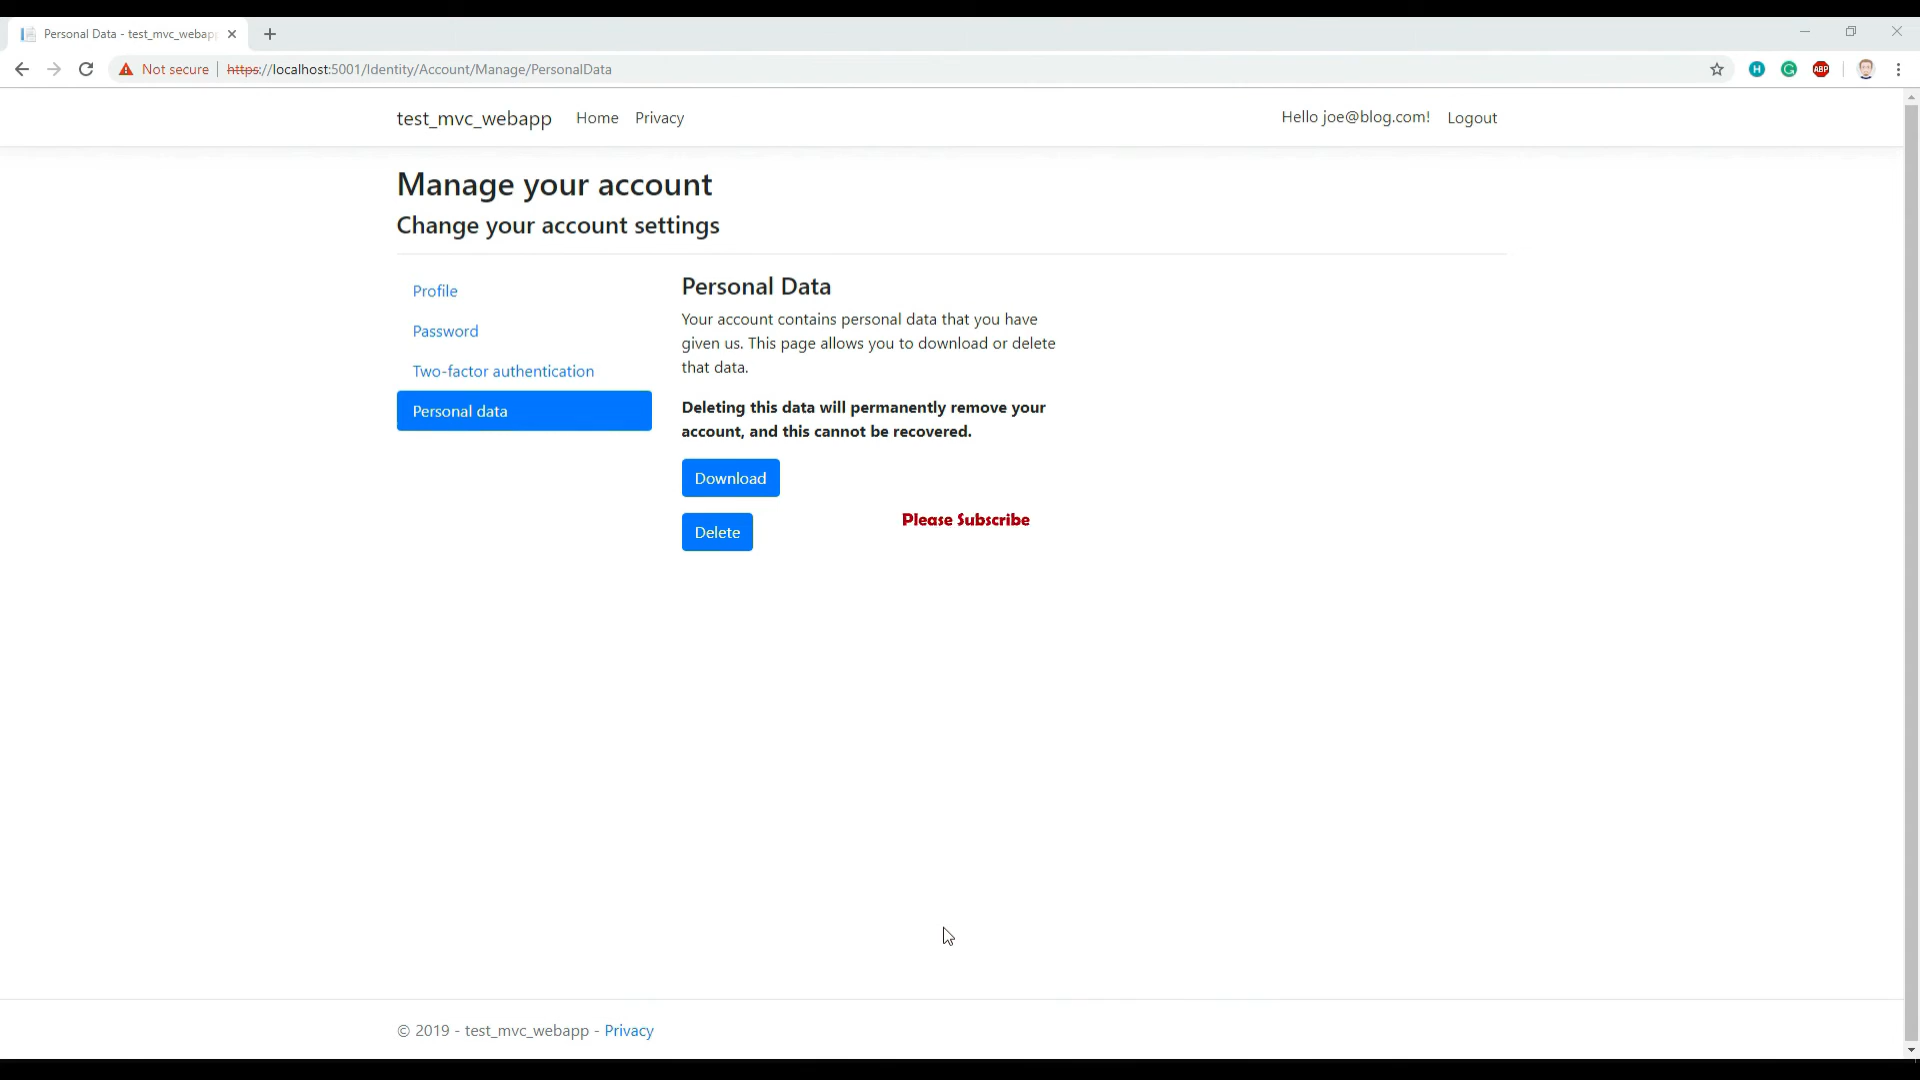 Personal Data - test_mvc_webapp
Not secure
https://localhost:5001/Identity/Account/Manage/PersonalData
H
G
ABP
test_mvc_webapp
Home
Privacy
Hello joe@blog.com!
Logout
Manage your account
Change your account settings
Profile
Password
Two-factor authentication
Personal data
Personal Data
Your account contains personal data that you have
given us. This page allows you to download or delete
that data.
Deleting this data will permanently remove your
account, and this cannot be recovered.
Download
Please Subscribe
Delete
© 2019 - test_mvc_webapp - Privacy